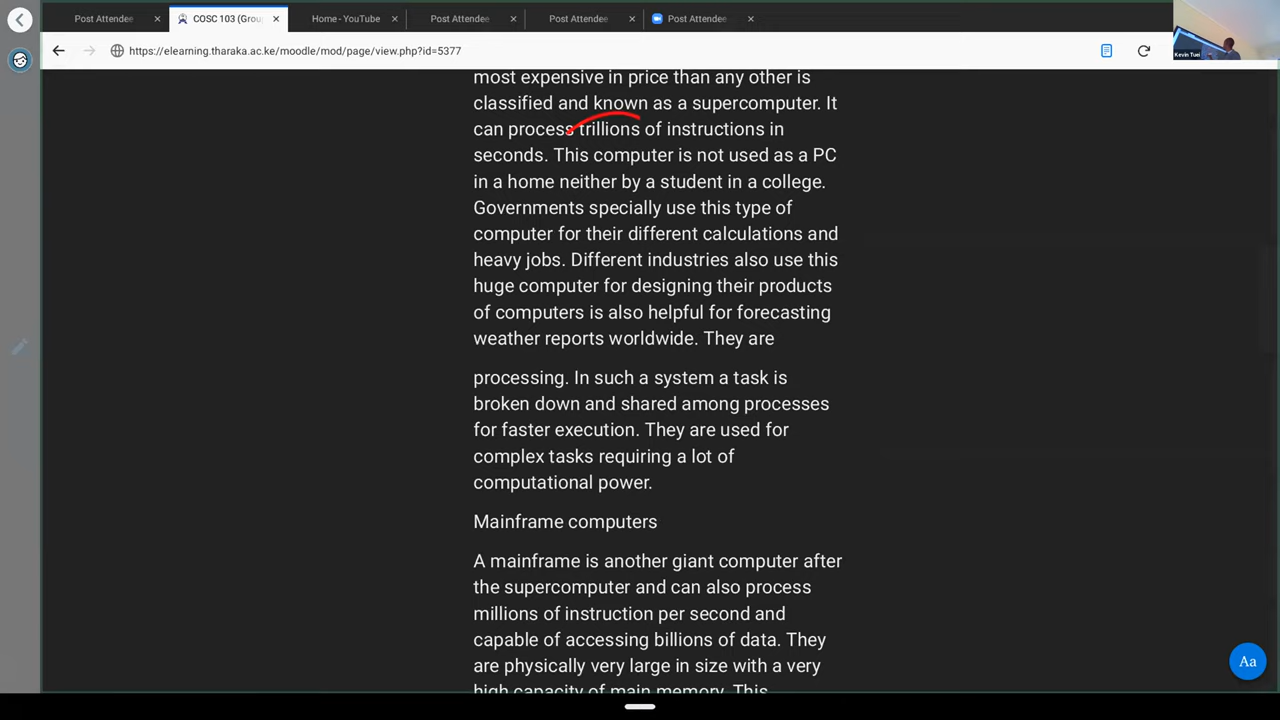 Post Attendee
COSC 103 (Grou
Home - YouTube
Post Attendee
Post Attendee
Post Attendee
https://elearning.tharaka.ac.ke/moodle/mod/page/view.php?id=5377
Kevin Tuei
most expensive in price than any other is
classified and known as a supercomputer. It
can process trillions of instructions in
seconds. This computer is not used as a PC
in a home neither by a student in a college.
Governments specially use this type of
computer for their different calculations and
heavy jobs. Different industries also use this
huge computer for designing their products
of computers is also helpful for forecasting
weather reports worldwide. They are
processing. In such a system a task is
broken down and shared among processes
for faster execution. They are used for
complex tasks requiring a lot of
computational power.
Mainframe computers
A mainframe is another giant computer after
the supercomputer and can also process
millions of instruction per second and
capable of accessing billions of data. They
are physically very large in size with a very
high capacity of main memory. This
Aa